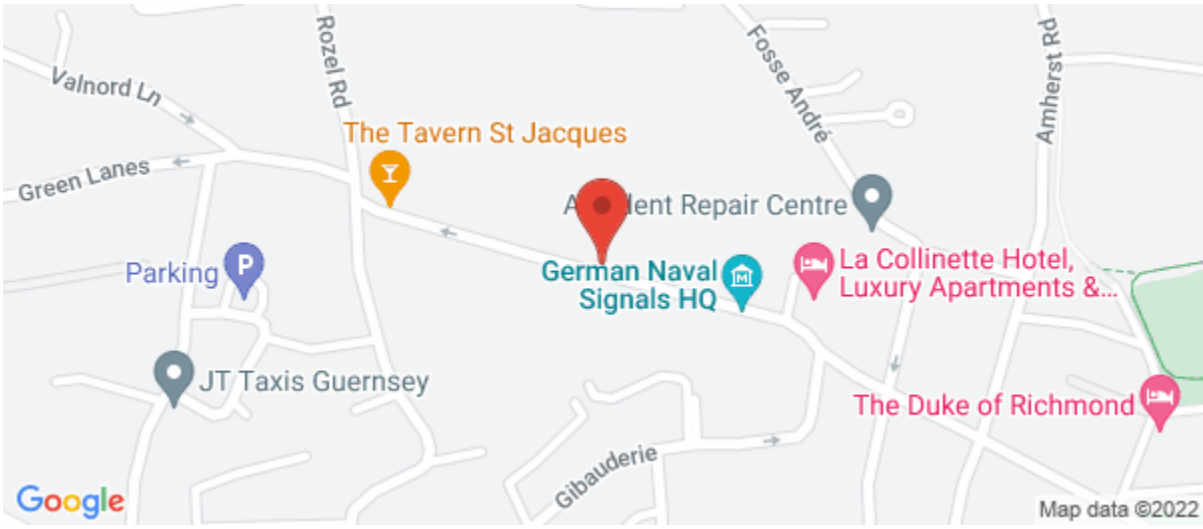 Valnord Ln
Rozel Rd
Fosse André
Amherst Rd
The Tavern St Jacques
Green Lanes
Repair Centre
Parking
P
German Naval
Signals HQ
La Collinette Hotel,
Luxury Apartments &...
JT Taxis Guernsey
The Duke of Richmond
Gibauderie
Google
Map data ©2022